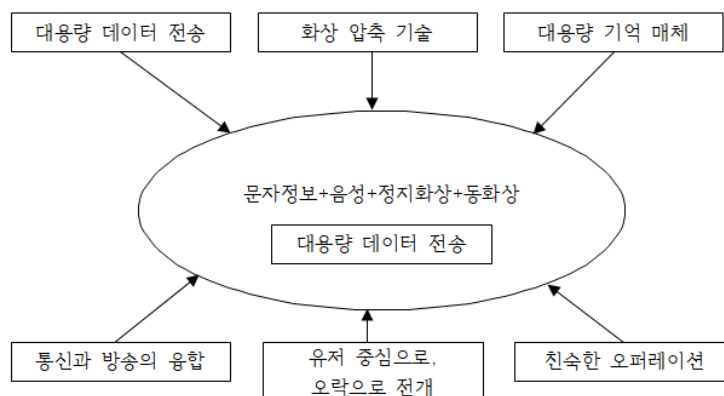 대용량 데이터 전송
화상 압축 기술
대용량 기억 매체
문자정보+음성+정지화상+동화상
대용량 데이터 전송
통신과 방송의 융합
유저 중심으로,
오락으로 전개
친숙한 오퍼레이션